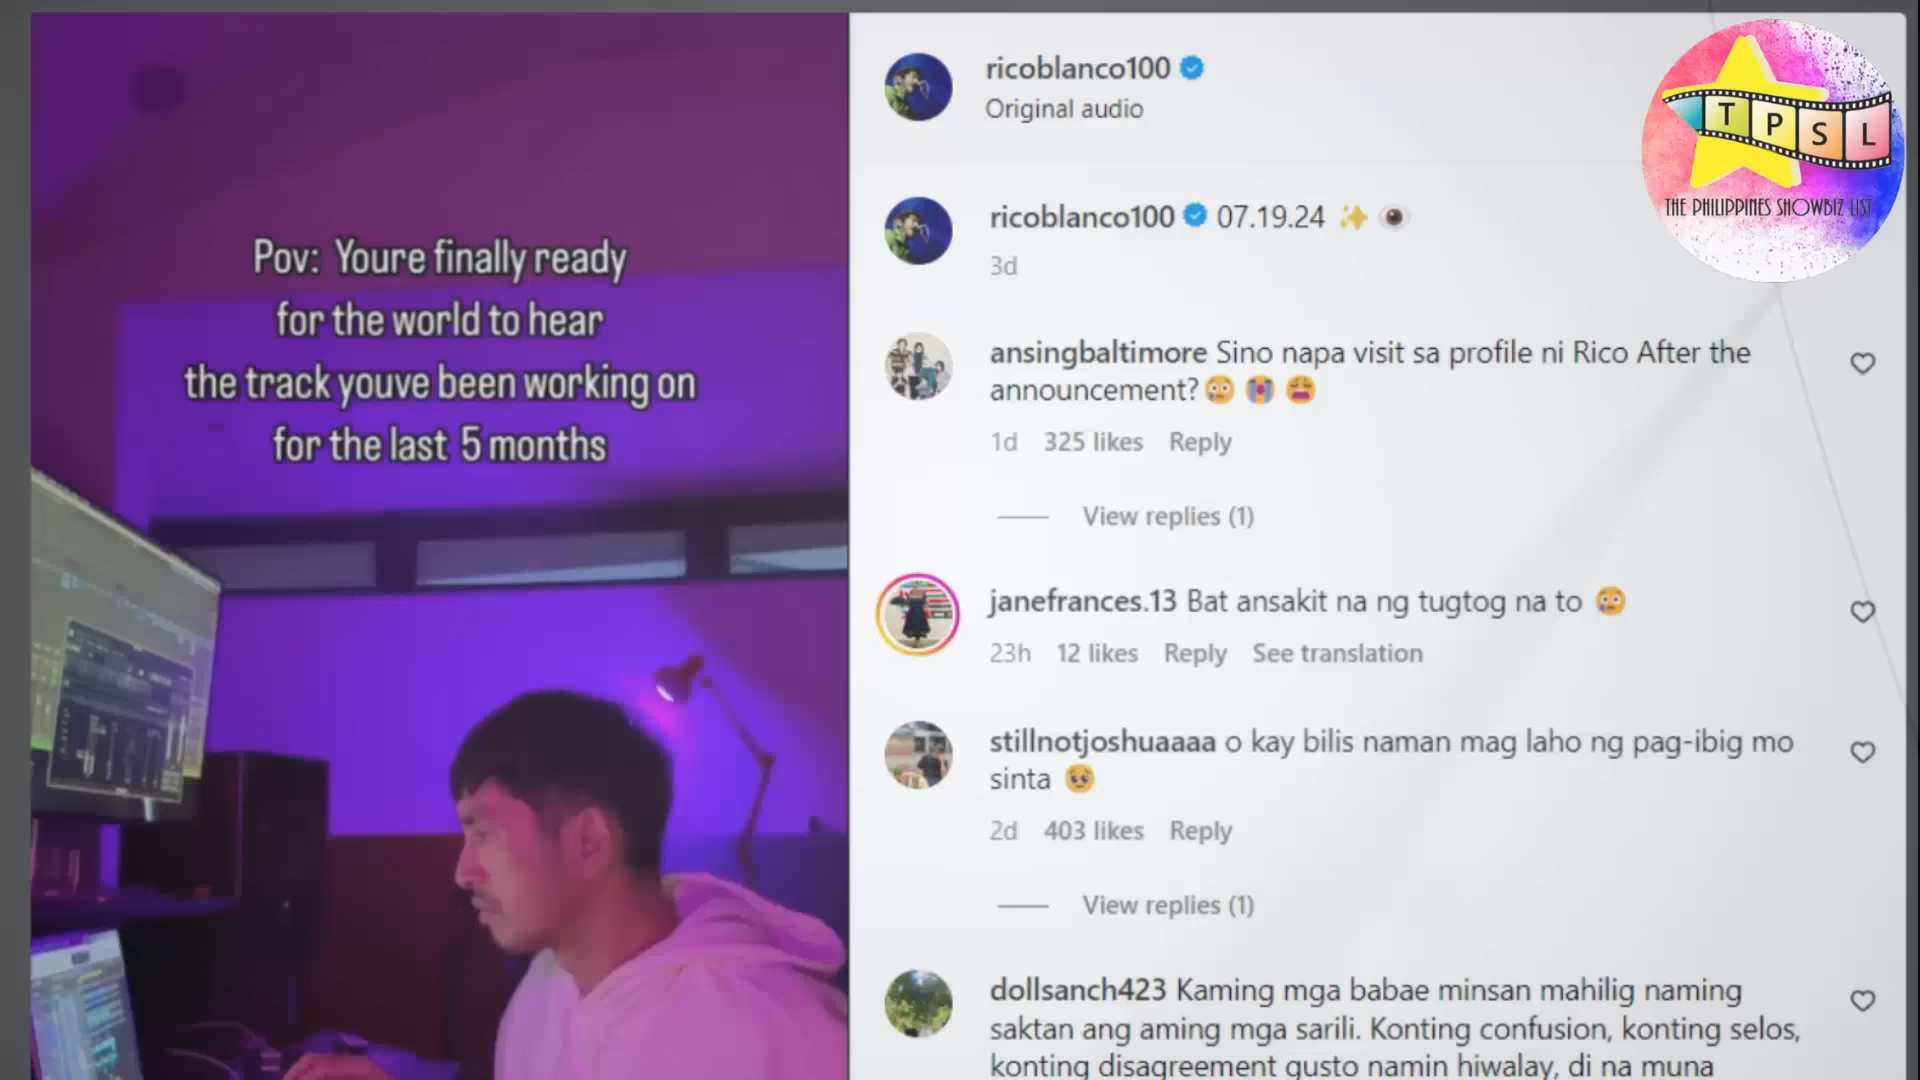 Pov: Youre finally ready
for the world to hear
the track youve been working on
for the last 5 months
ricoblanco100
Original audio
ricoblanco100 07.19.24 ✨ 👁
3d
ansingbaltimore Sino napa visit sa profile ni Rico After the
announcement?😳 😭 😩
1d 325 likes Reply
View replies (1)
janefrances.13 Bat ansakit na ng tugtog na to 😢
23h 12 likes Reply See translation
stillnotjoshuaaaa o kay bilis naman mag laho ng pag-ibig mo
sinta 🥺
2d 403 likes Reply
View replies (1)
dollsanch423 Kaming mga babae minsan mahilig naming
saktan ang aming mga sarili. Konting confusion, konting selos,
konting disagreement gusto namin hiwalay, di na muna
T P S L
THE PHILIPPINES SHOWBIZ LIST